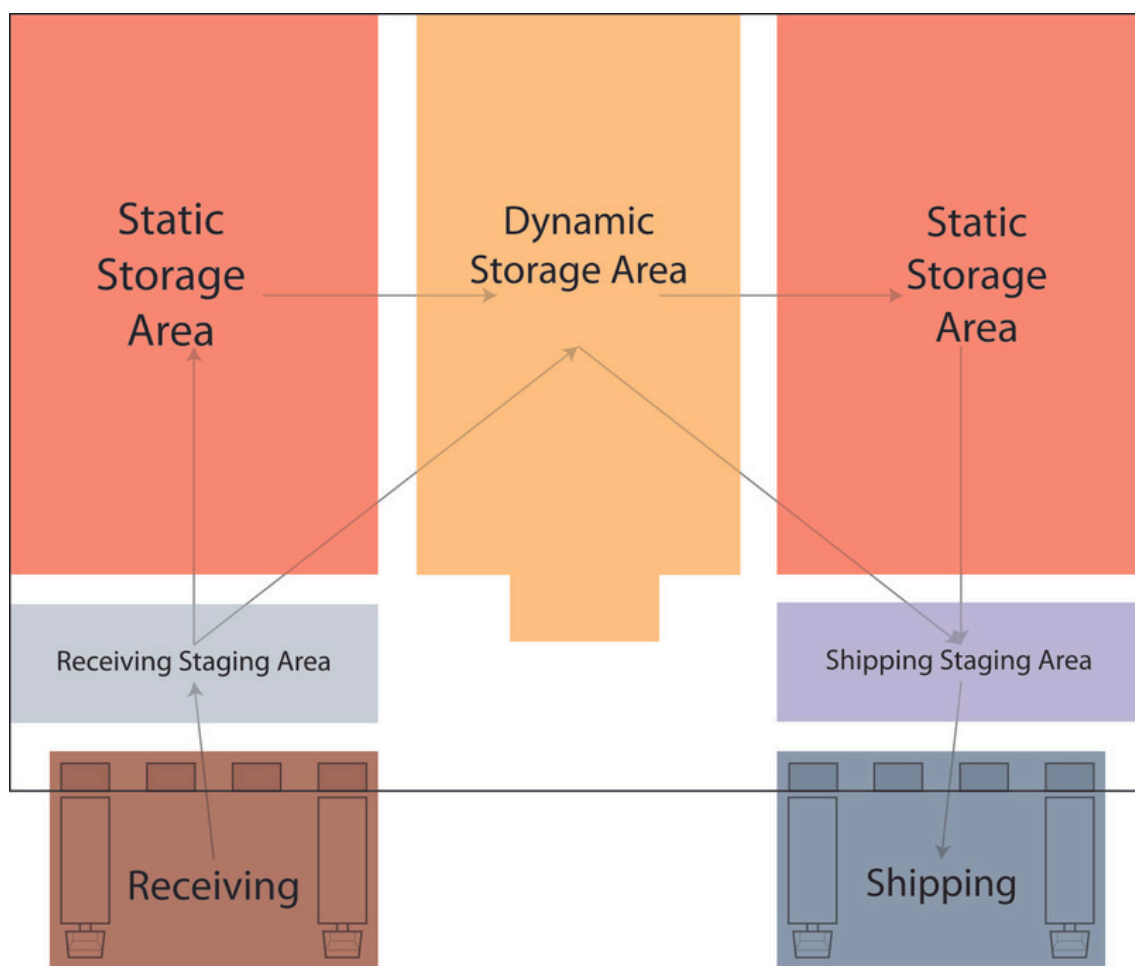 Static
Storage
Area
Dynamic
Storage Area
Static
Storage
Area
Receiving Staging Area
Shipping Staging Area
Receiving
Shipping